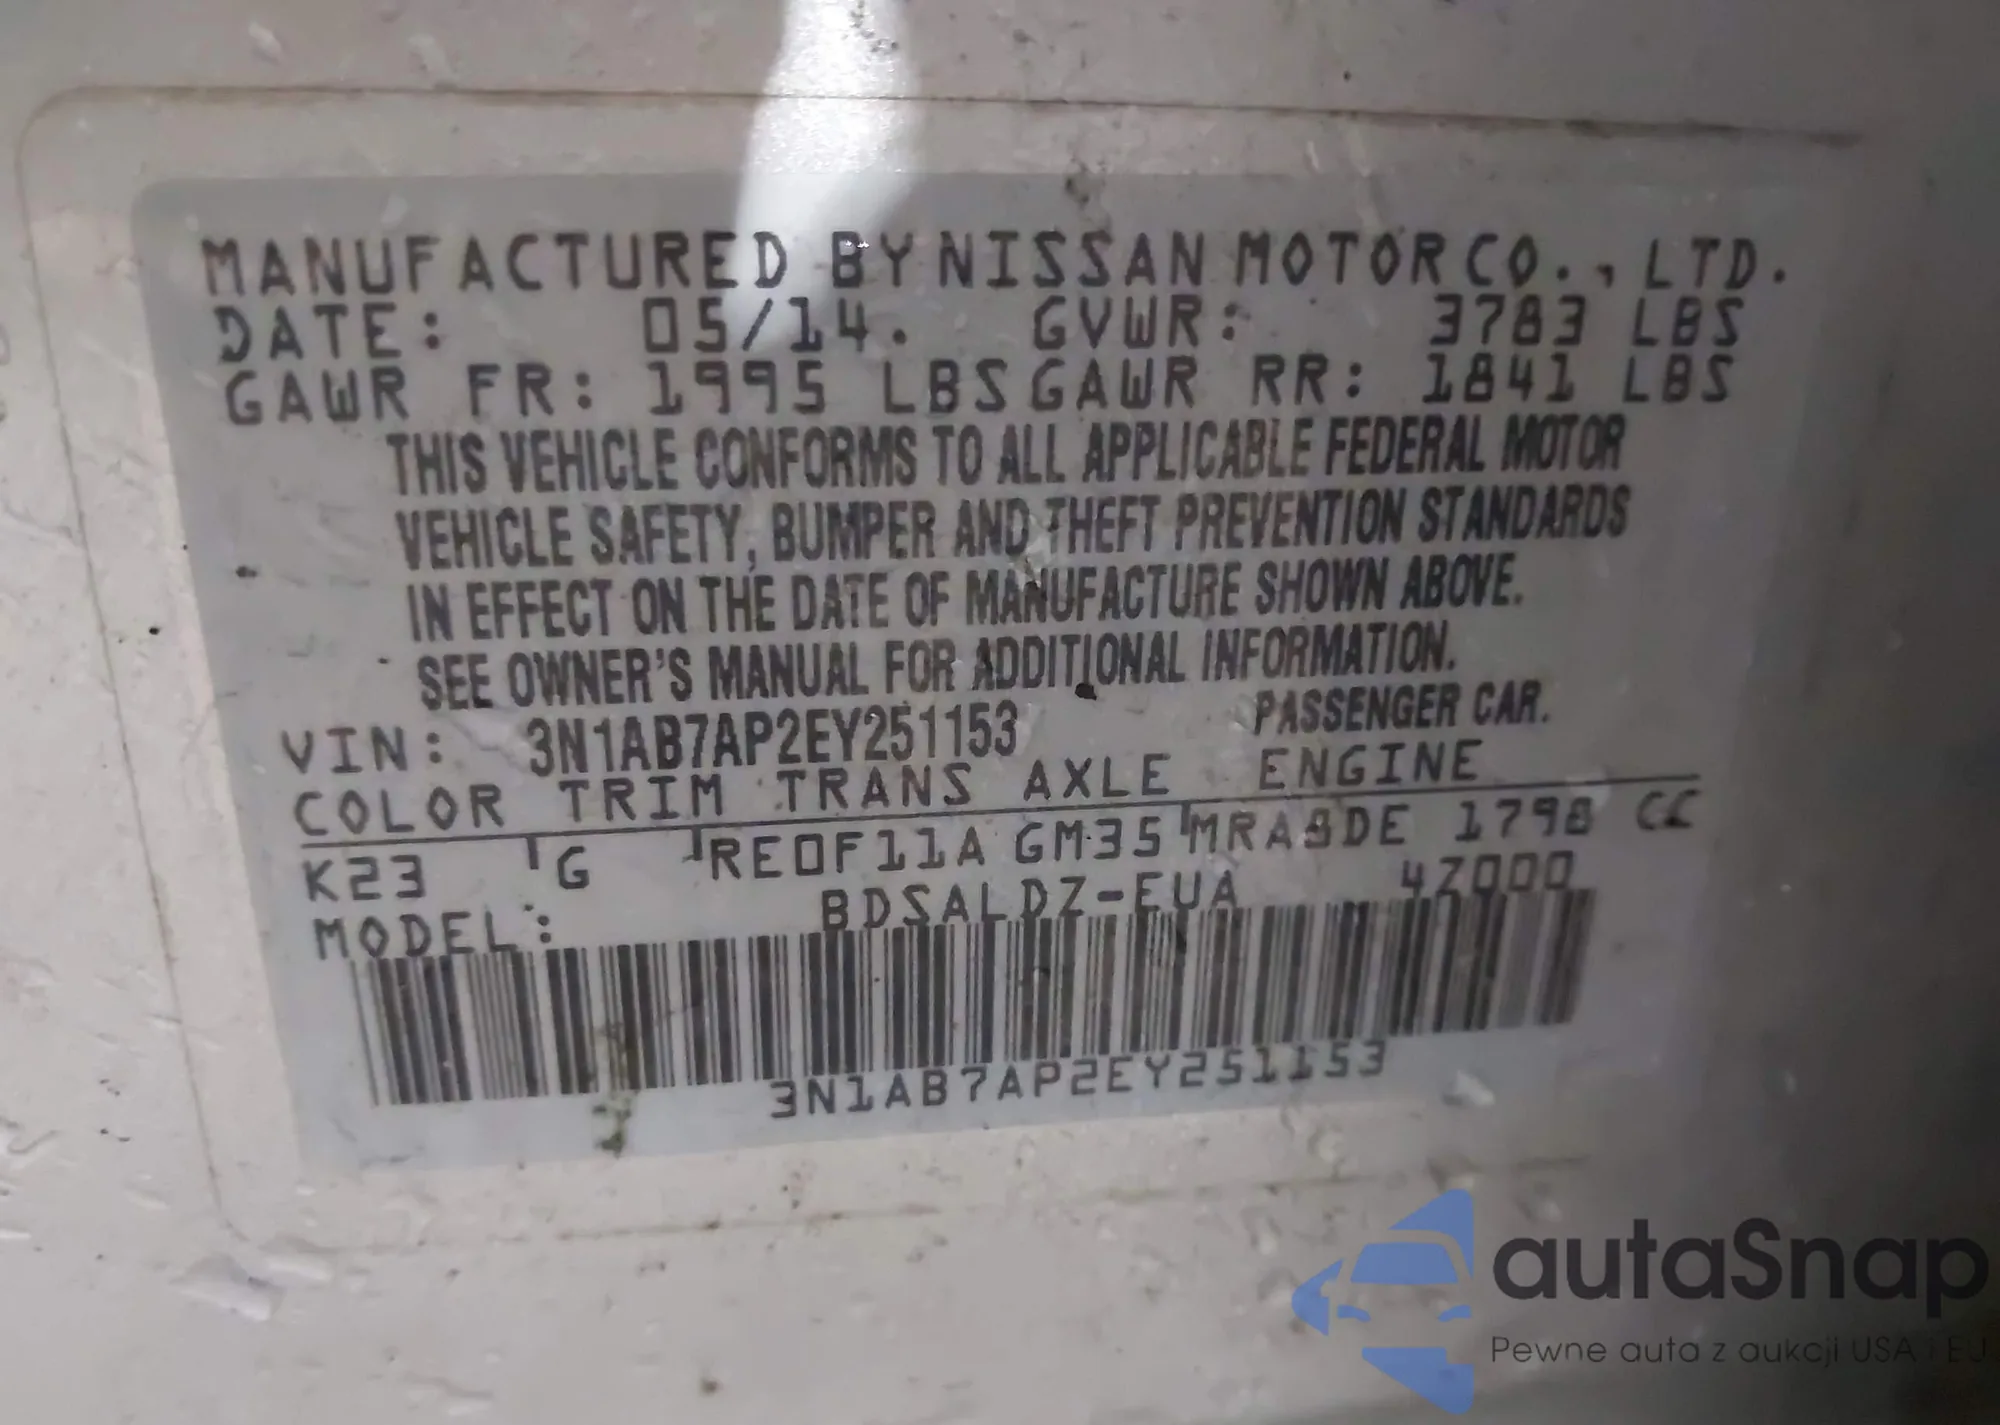 MANUFACTURED BY NISSAN MOTOR CO., LTD.
DATE: 05/14. GVWR: 3783 LBS
GAWR FR: 1995 LBS GAWR RR: 1841 LBS
THIS VEHICLE CONFORMS TO ALL APPLICABLE FEDERAL MOTOR
VEHICLE SAFETY, BUMPER AND THEFT PREVENTION STANDARDS
IN EFFECT ON THE DATE OF MANUFACTURE SHOWN ABOVE.
SEE OWNER'S MANUAL FOR ADDITIONAL INFORMATION.
VIN: 3N1AB7AP2EY251153 PASSENGER CAR.
COLOR TRIM TRANS AXLE ENGINE
K23 G RE0F11A GM35 MRA8DE 1798 CC
MODEL: BDSALDZ-EUA 4Z000
3N1AB7AP2EY251153
autaSnap
Pewne auta z aukcji USA i EU